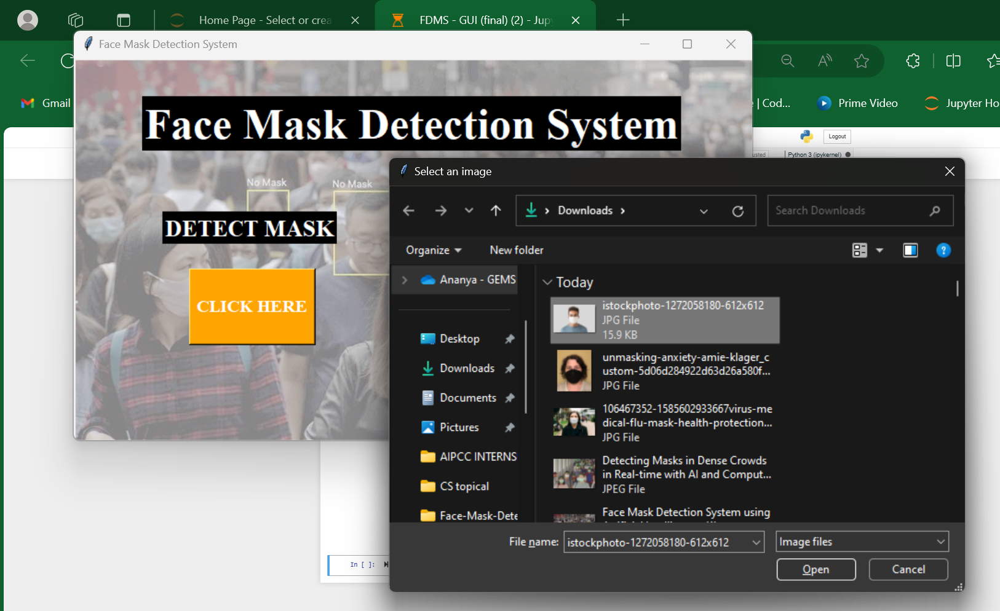 Home Page - Select or crea
FDMS - GUI (final) (2) - Jupy
Face Mask Detection System
Gmail
| Cod...
Prime Video
Jupyter Ho
Logout
usted
Python 3 (ipykernel)
Face Mask Detection System
No Mask
No Mask
DETECT MASK
CLICK HERE
Select an image
Downloads
Search Downloads
Organize
New folder
Ananya - GEMS
Desktop
Downloads
Documents
Pictures
AIPCC INTERNS
CS topical
Face-Mask-Dete
Today
istockphoto-1272058180-612x612
JPG File
15.9 KB
unmasking-anxiety-amie-klager_c
ustom-5d06d284922d63d26a580f...
JPG File
106467352-1585602933667virus-me
dical-flu-mask-health-protection...
JPG File
Detecting Masks in Dense Crowds
in Real-time with AI and Comput...
JPEG File
Face Mask Detection System using
File name:
istockphoto-1272058180-612x612
Image files
Open
Cancel
In [ ]: